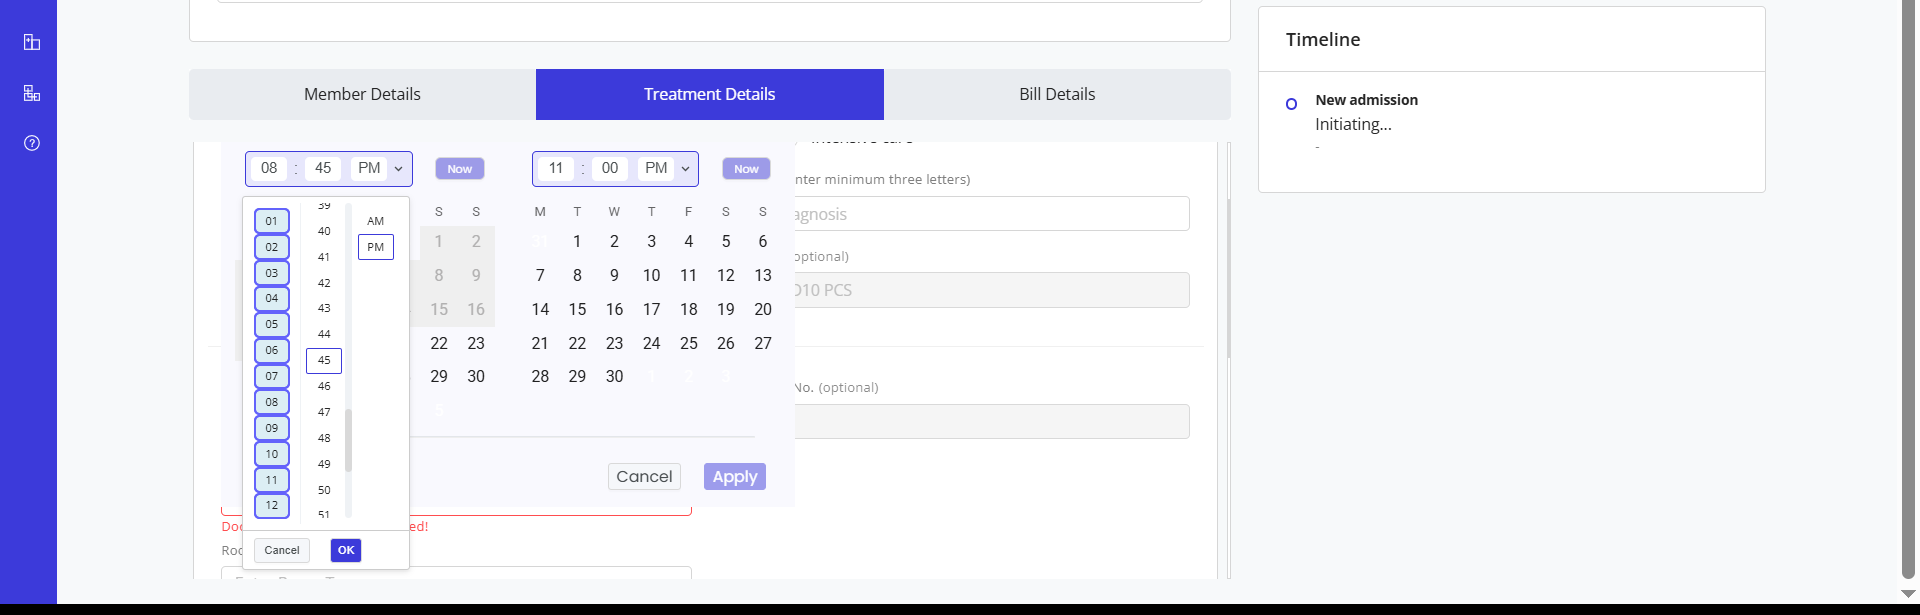 Timeline
New admission
Initiating...
-
Member Details
Treatment Details
Bill Details
08 : 45 PM
Now
11 : 00 PM
Now
01
02
03
04
05
06
07
08
09
10
11
12
39
40
41
42
43
44
45
46
47
48
49
50
51
AM
PM
Cancel
OK
S S
1 2
8 9
15 16
22 23
29 30
5
M T W T F S S
31 1 2 3 4 5 6
7 8 9 10 11 12 13
14 15 16 17 18 19 20
21 22 23 24 25 26 27
28 29 30 1 2 3
Cancel
Apply
nter minimum three letters)
agnosis
optional)
D10 PCS
No. (optional)
Doc
ed!
Roo